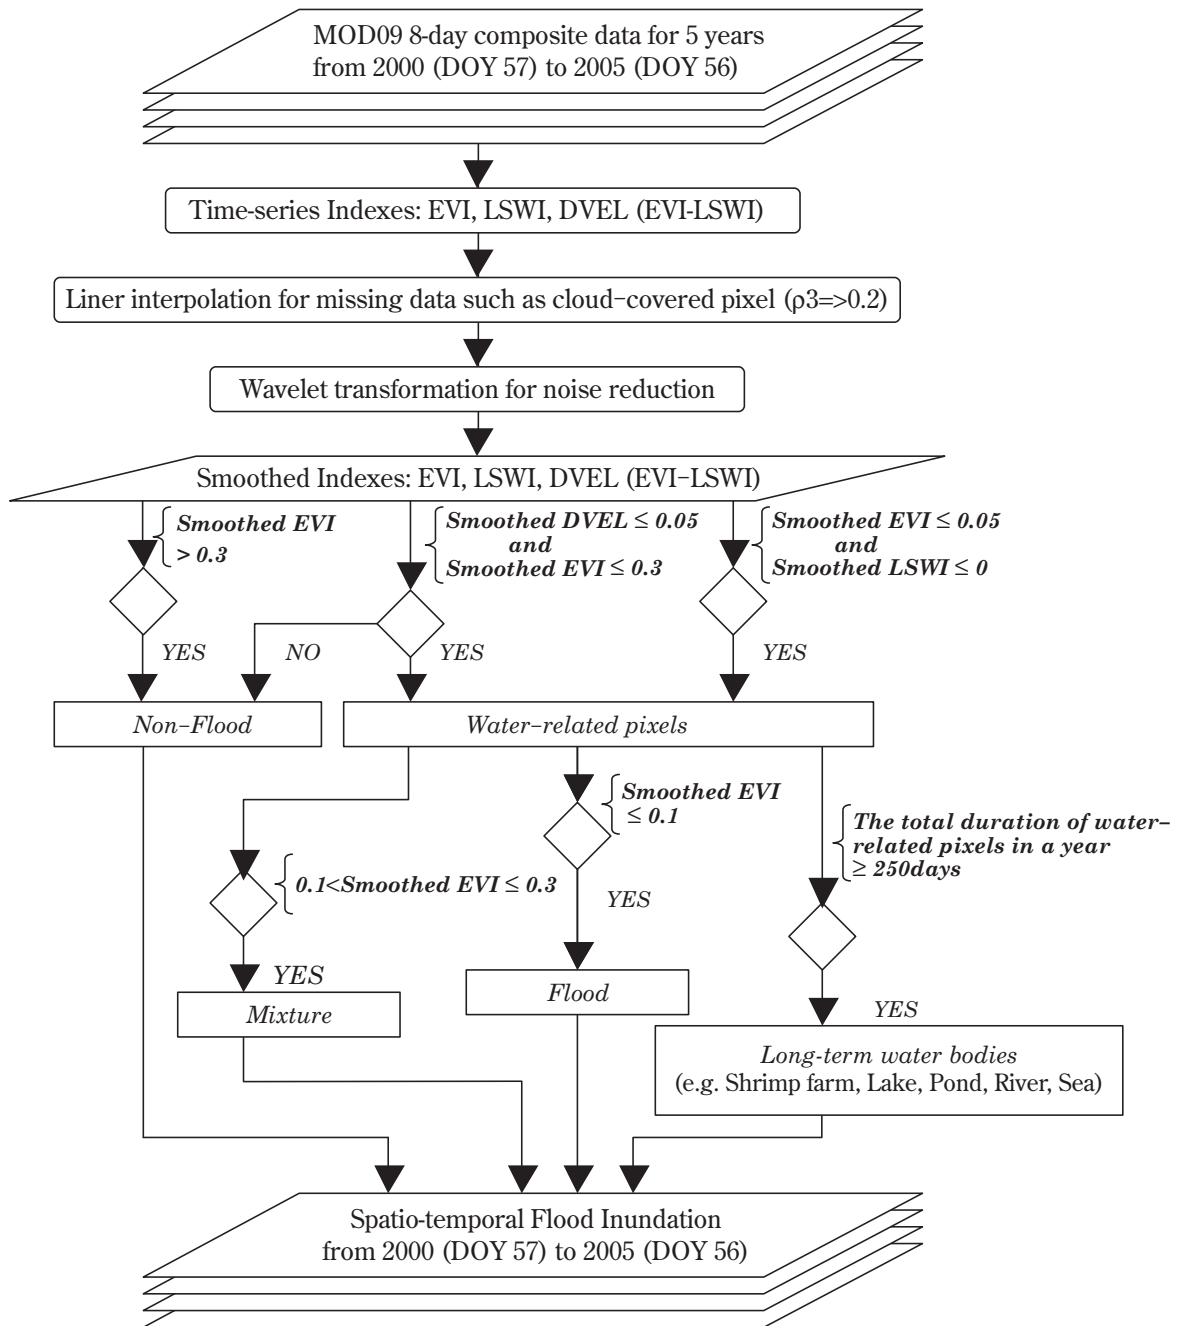 MOD09 8-day composite data for 5 years
from 2000 (DOY 57) to 2005 (DOY 56)
Time-series Indexes: EVI, LSWI, DVEL (EVI-LSWI)
Liner interpolation for missing data such as cloud-covered pixel (ρ3=>0.2)
Wavelet transformation for noise reduction
Smoothed Indexes: EVI, LSWI, DVEL (EVI-LSWI)
Smoothed EVI
> 0.3
Smoothed DVEL ≤ 0.05
and
Smoothed EVI ≤ 0.3
Smoothed EVI ≤ 0.05
and
Smoothed LSWI ≤ 0
YES
NO
YES
YES
Non-Flood
Water-related pixels
Smoothed EVI
≤ 0.1
The total duration of water-
related pixels in a year
≥ 250days
0.1<Smoothed EVI ≤ 0.3
YES
YES
Mixture
Flood
YES
Long-term water bodies
(e.g. Shrimp farm, Lake, Pond, River, Sea)
Spatio-temporal Flood Inundation
from 2000 (DOY 57) to 2005 (DOY 56)